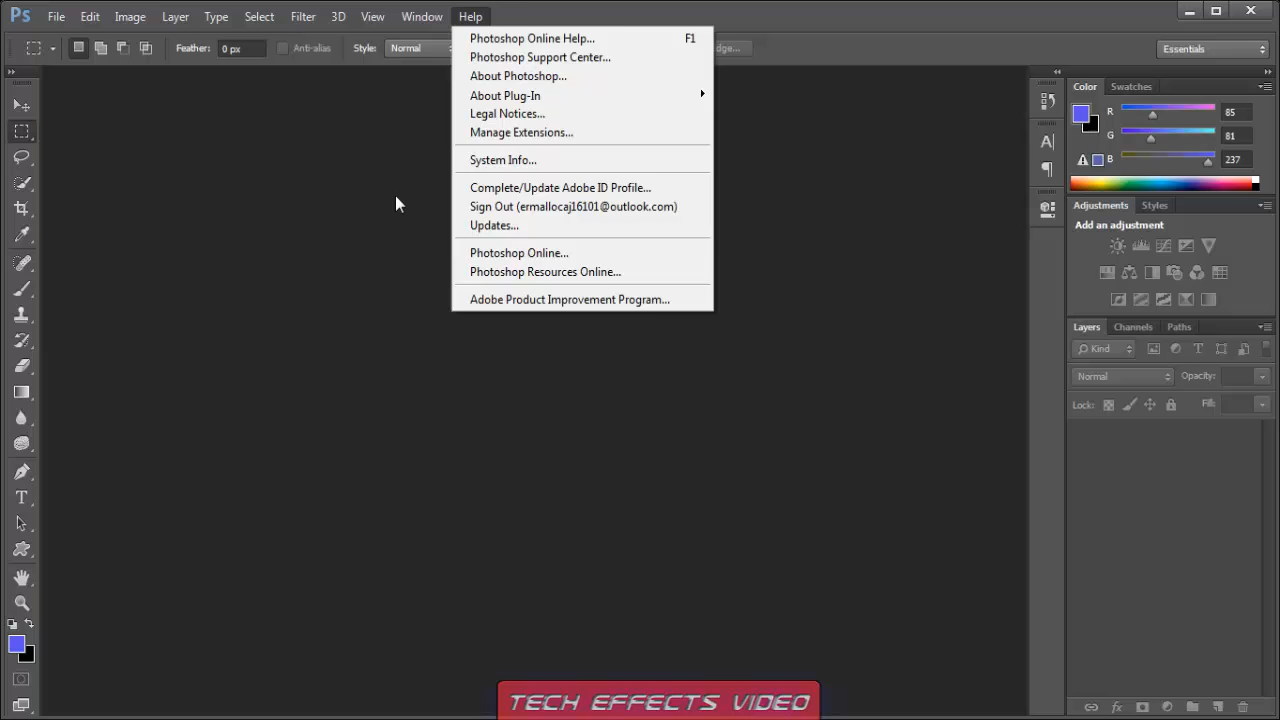 Ps File Edit Image Layer Type Select Filter 3D View Window Help
Feather: 0 px Anti-alias Style: Normal dge... Essentials
Photoshop Online Help... F1
Photoshop Support Center...
About Photoshop...
About Plug-In
Legal Notices...
Manage Extensions...
System Info...
Complete/Update Adobe ID Profile...
Sign Out (ermallocaj16101@outlook.com)
Updates...
Photoshop Online...
Photoshop Resources Online...
Adobe Product Improvement Program...
Color Swatches
R 85
G 81
B 237
Adjustments Styles
Add an adjustment
Layers Channels Paths
Kind
Normal Opacity:
Lock: Fill:
TECH EFFECTS VIDEO